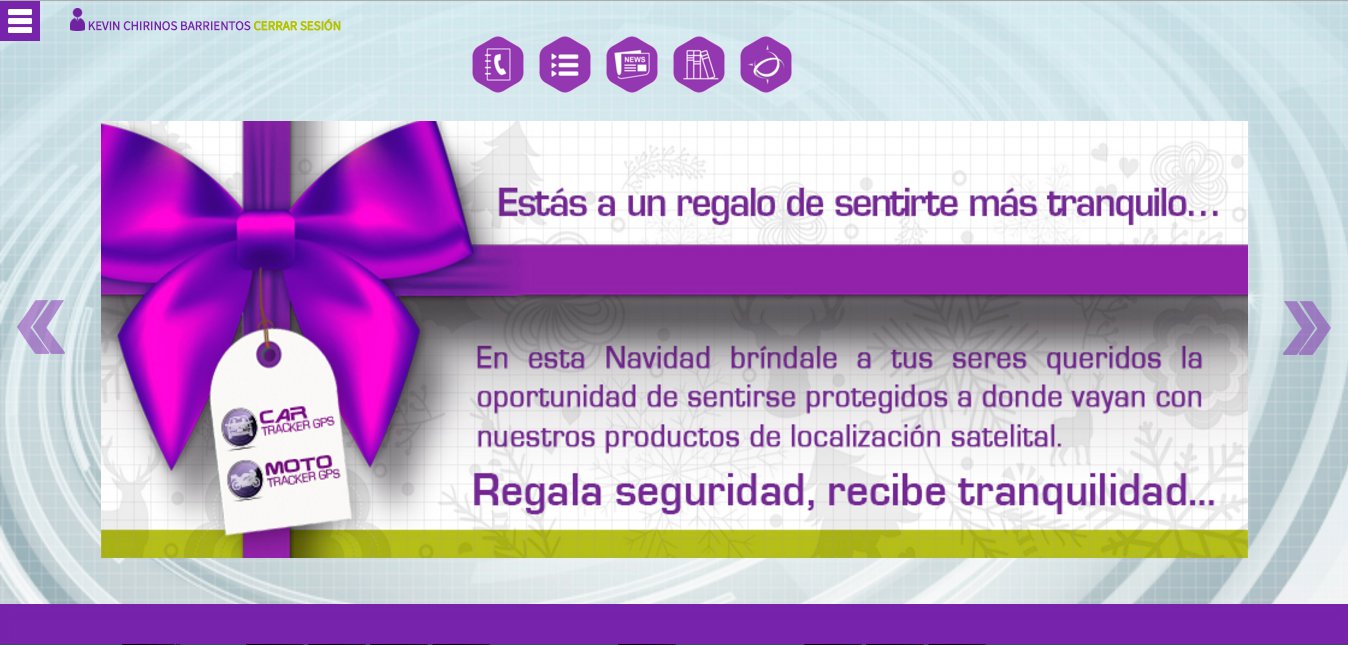 KEVIN CHIRINOS BARRIENTOS CERRAR SESIÓN
NEWS
Estás a un regalo de sentirte más tranquilo...
En esta Navidad bríndale a tus seres queridos la
oportunidad de sentirse protegidos a donde vayan con
nuestros productos de localización satelital.
Regala seguridad, recibe tranquilidad...
CAR
TRACKER GPS
MOTO
TRACKER GPS